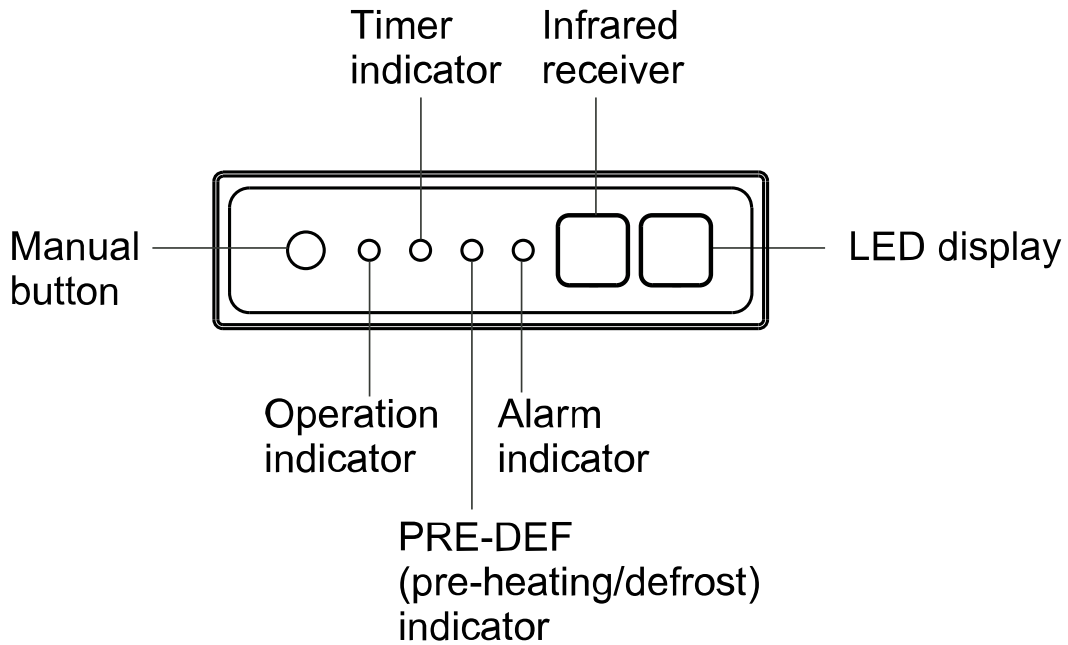 Timer
indicator
Infrared
receiver
Manual
button
LED display
Operation
indicator
Alarm
indicator
PRE-DEF
(pre-heating/defrost)
indicator